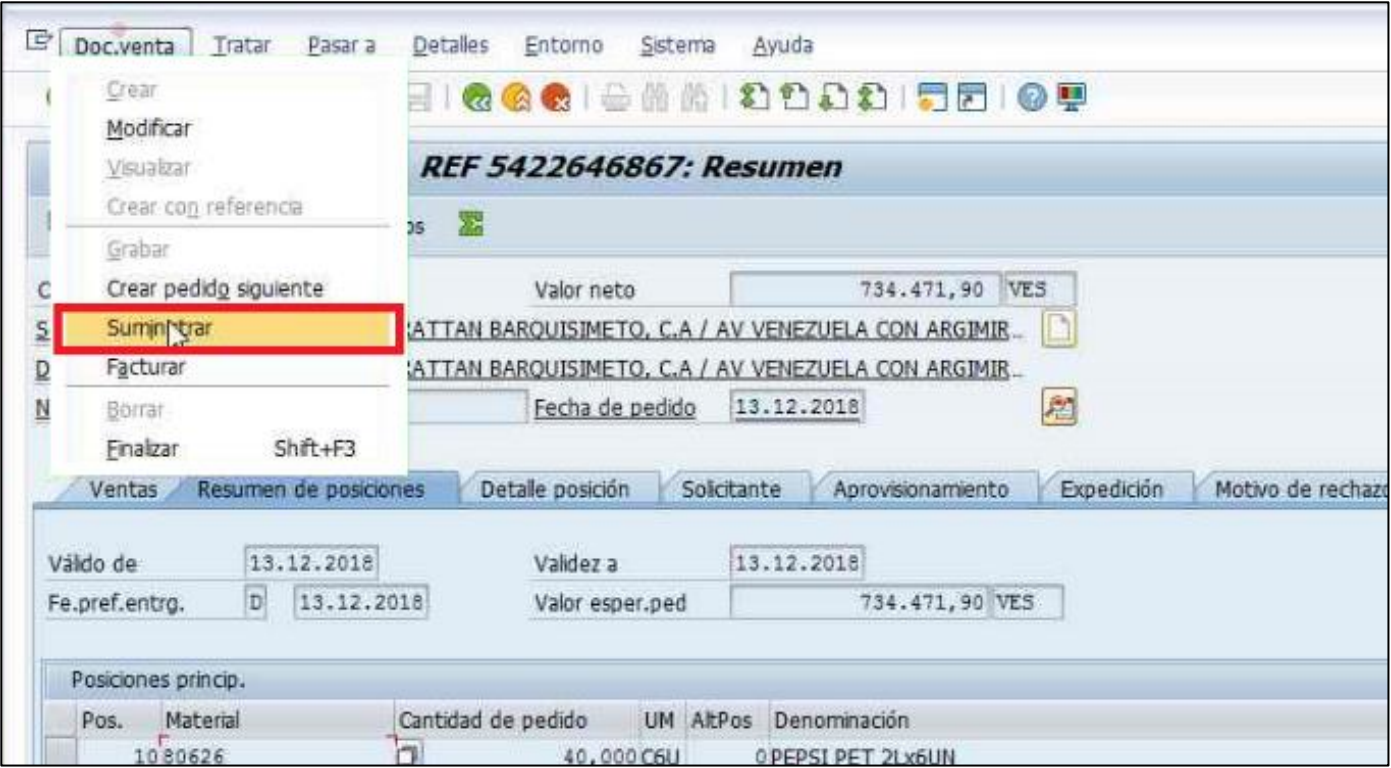 Doc.venta Tratar Pasar a Detalles Entorno Sistema Ayuda
Crear
Modificar
Visualizar
REF 5422646867: Resumen
Crear con referencia
os
Grabar
Crear pedido siguiente
C Valor neto 734.471,90 VES
Suministrar
S RATTAN BARQUISIMETO, C.A / AV VENEZUELA CON ARGIMIR...
Facturar
D RATTAN BARQUISIMETO, C.A / AV VENEZUELA CON ARGIMIR...
Borrar
N Fecha de pedido 13.12.2018
Finalizar Shift+F3
Ventas Resumen de posiciones Detalle posición Solicitante Aprovisionamiento Expedición Motivo de rechazo
Válido de 13.12.2018 Validez a 13.12.2018
Fe.pref.entrg. D 13.12.2018 Valor esper.ped 734.471,90 VES
Posiciones princip.
Pos. Material Cantidad de pedido UM AltPos Denominación
10 80626 40,000 C6U 0 PEPSI PET 2Lx6UN